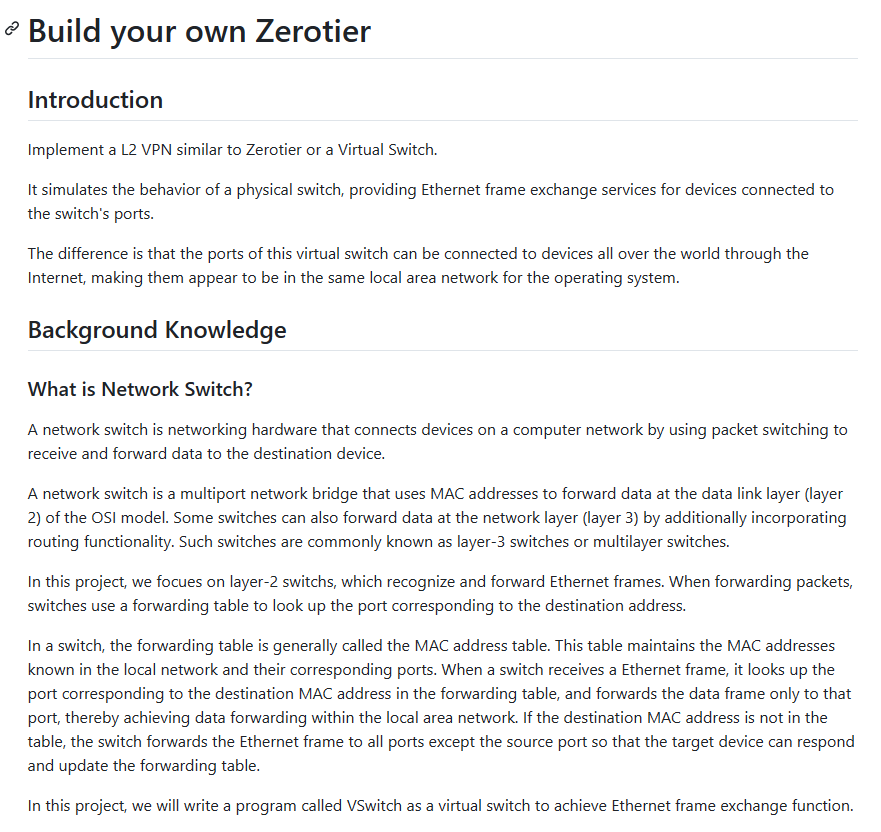 Build your own Zerotier
Introduction
Implement a L2 VPN similar to Zerotier or a Virtual Switch.
It simulates the behavior of a physical switch, providing Ethernet frame exchange services for devices connected to
the switch's ports.
The difference is that the ports of this virtual switch can be connected to devices all over the world through the
Internet, making them appear to be in the same local area network for the operating system.
Background Knowledge
What is Network Switch?
A network switch is networking hardware that connects devices on a computer network by using packet switching to
receive and forward data to the destination device.
A network switch is a multiport network bridge that uses MAC addresses to forward data at the data link layer (layer
2) of the OSI model. Some switches can also forward data at the network layer (layer 3) by additionally incorporating
routing functionality. Such switches are commonly known as layer-3 switches or multilayer switches.
In this project, we focuses on layer-2 switchs, which recognize and forward Ethernet frames. When forwarding packets,
switches use a forwarding table to look up the port corresponding to the destination address.
In a switch, the forwarding table is generally called the MAC address table. This table maintains the MAC addresses
known in the local network and their corresponding ports. When a switch receives a Ethernet frame, it looks up the
port corresponding to the destination MAC address in the forwarding table, and forwards the data frame only to that
port, thereby achieving data forwarding within the local area network. If the destination MAC address is not in the
table, the switch forwards the Ethernet frame to all ports except the source port so that the target device can respond
and update the forwarding table.
In this project, we will write a program called VSwitch as a virtual switch to achieve Ethernet frame exchange function.